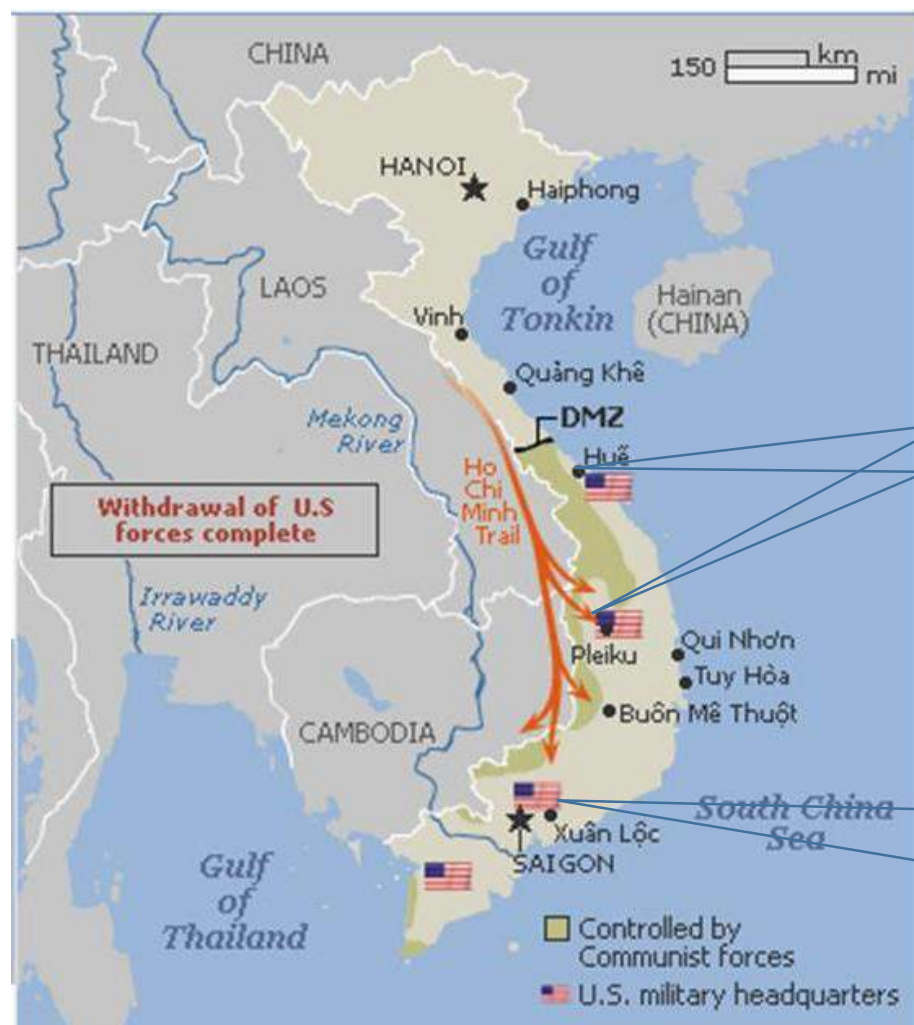 CHINA
150
km
mi
HANOI
Haiphong
Gulf
of
Tonkin
LAOS
Hainan
(CHINA)
Vinh
THAILAND
Quảng Khê
Mekong
River
DMZ
Huế
Ho
Chi
Minh
Trail
Withdrawal of U.S
forces complete
Irrawaddy
River
Pleiku
Qui Nhơn
Tuy Hòa
Buôn Mê Thuột
CAMBODIA
South China
Sea
Xuân Lộc
SAIGON
Gulf
of
Thailand
Controlled by
Communist forces
U.S. military headquarters